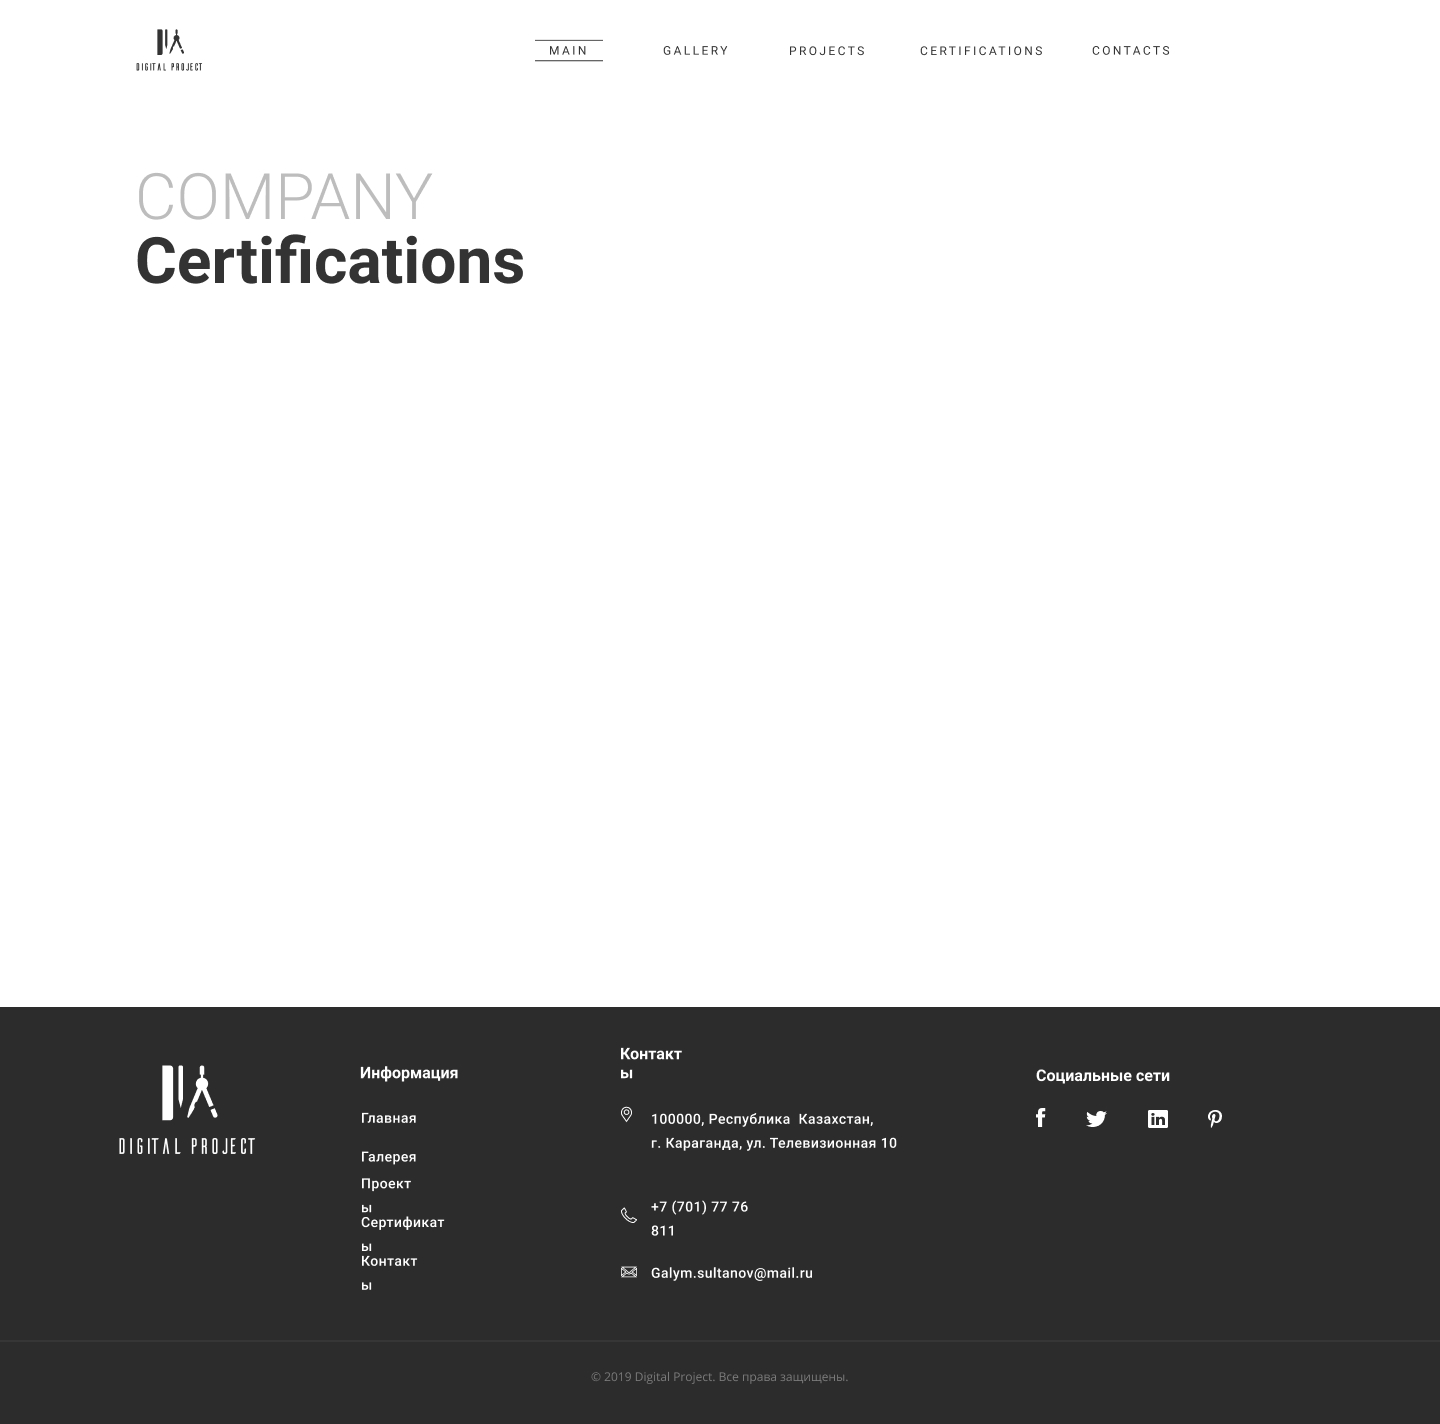 DIGITAL PROJECT
MAIN
GALLERY
PROJECTS
CERTIFICATIONS
CONTACTS
COMPANY
Certifications
DIGITAL PROJECT
Информация
Главная
Галерея
Проект
ы
Сертификат
ы
Контакт
ы
Контакт
ы
100000, Республика  Казахстан,
г. Караганда, ул. Телевизионная 10
+7 (701) 77 76
811
Galym.sultanov@mail.ru
Социальные сети
© 2019 Digital Project. Все права защищены.